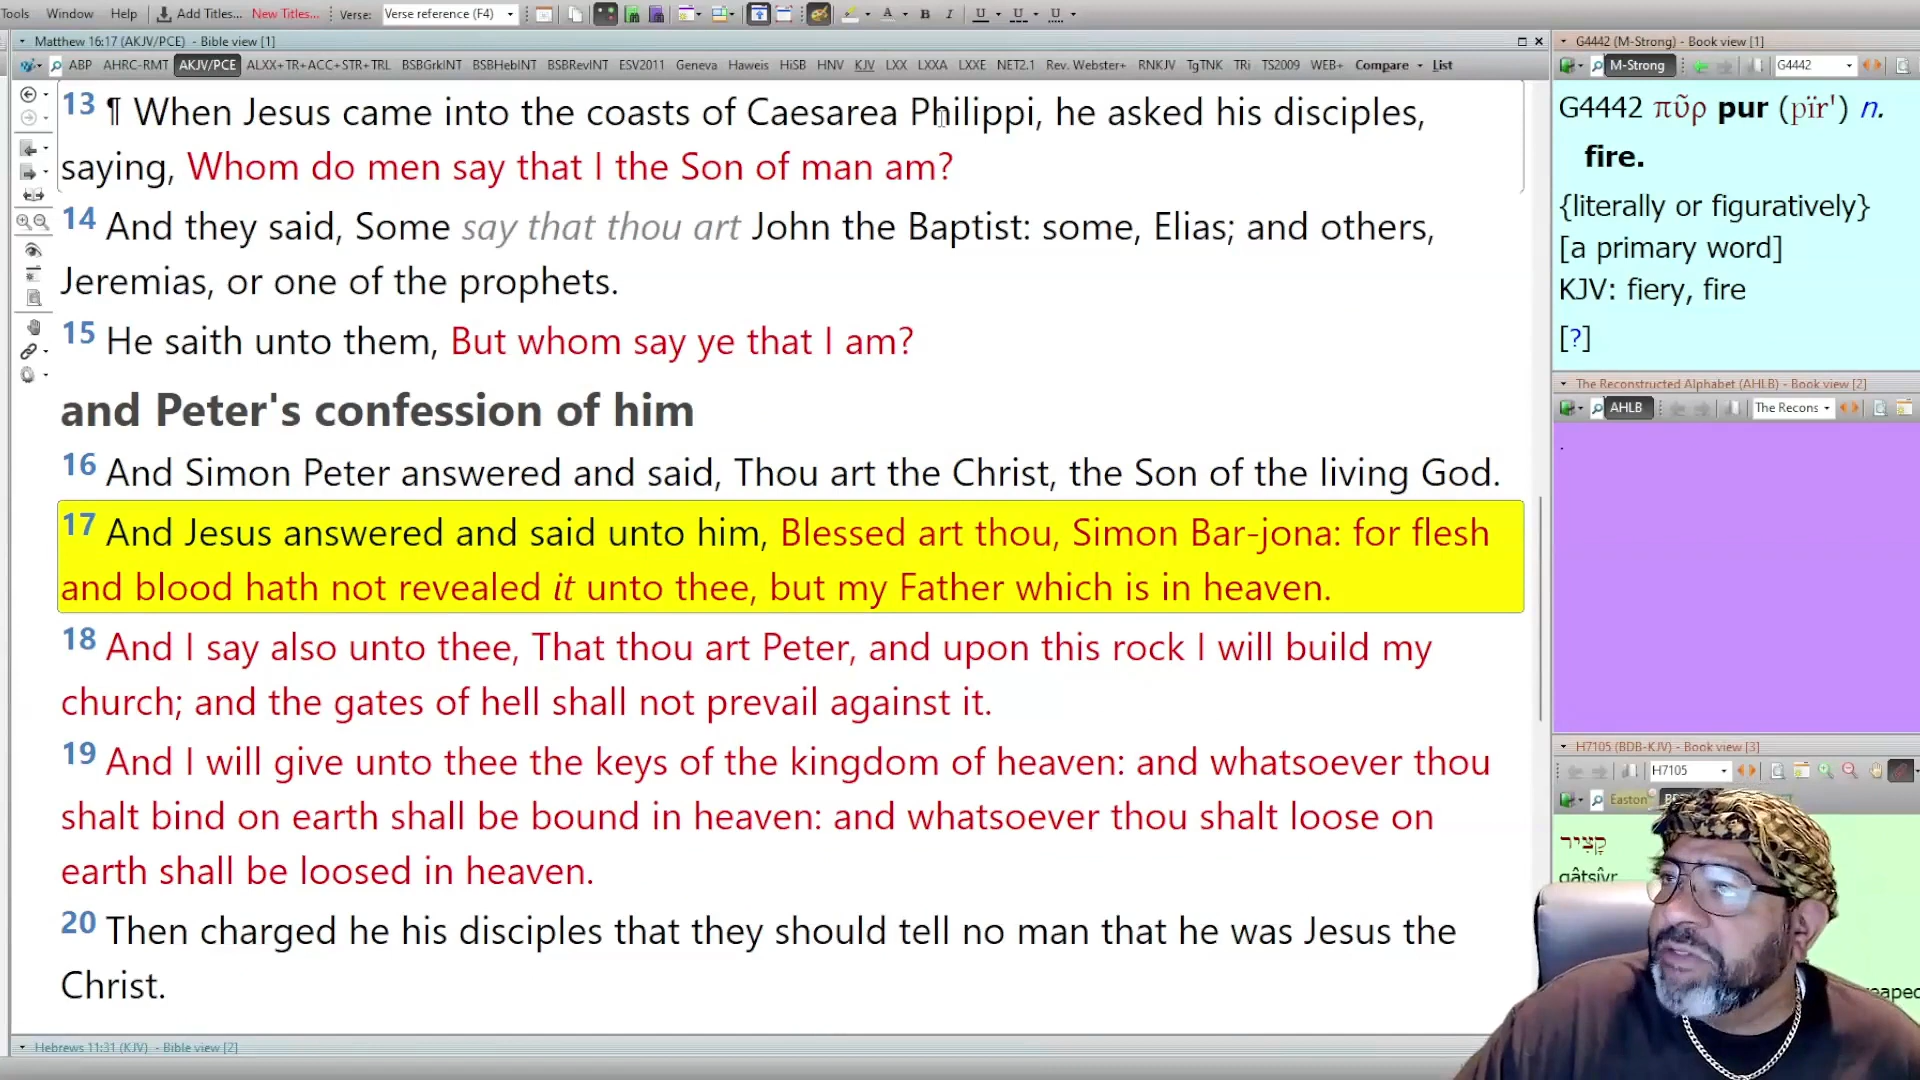 Tools Window Help Add Titles... New Titles... Verse: Verse reference (F4) A B I U U U
Matthew 16:17 (AKJV/PCE) - Bible view [1]
ABP AHRC-RMT AKJV/PCE ALXX+TR+ACC+STR+TRL BSBGrkINT BSBHebINT BSBRevINT ESV2011 Geneva Haweis HiSB HNV KJV LXX LXXA LXXE NET2.1 Rev. Webster+ RNKJV TgTNK TRi TS2009 WEB+ Compare List
13 ¶ When Jesus came into the coasts of Caesarea Philippi, he asked his disciples,
saying, Whom do men say that I the Son of man am?
14 And they said, Some say that thou art John the Baptist: some, Elias; and others,
Jeremias, or one of the prophets.
15 He saith unto them, But whom say ye that I am?
and Peter's confession of him
16 And Simon Peter answered and said, Thou art the Christ, the Son of the living God.
17 And Jesus answered and said unto him, Blessed art thou, Simon Bar-jona: for flesh
and blood hath not revealed it unto thee, but my Father which is in heaven.
18 And I say also unto thee, That thou art Peter, and upon this rock I will build my
church; and the gates of hell shall not prevail against it.
19 And I will give unto thee the keys of the kingdom of heaven: and whatsoever thou
shalt bind on earth shall be bound in heaven: and whatsoever thou shalt loose on
earth shall be loosed in heaven.
20 Then charged he his disciples that they should tell no man that he was Jesus the
Christ.
Hebrews 11:31 (KJV) - Bible view [2]
G4442 (M-Strong) - Book view [1]
M-Strong G4442
G4442 πῦρ pur (pïr') n.
fire.
{literally or figuratively}
[a primary word]
KJV: fiery, fire
[?]
The Reconstructed Alphabet (AHLB) - Book view [2]
AHLB The Recons
.
H7105 (BDB-KJV) - Book view [3]
H7105
Easton
קָצִיר
qâtsîyr